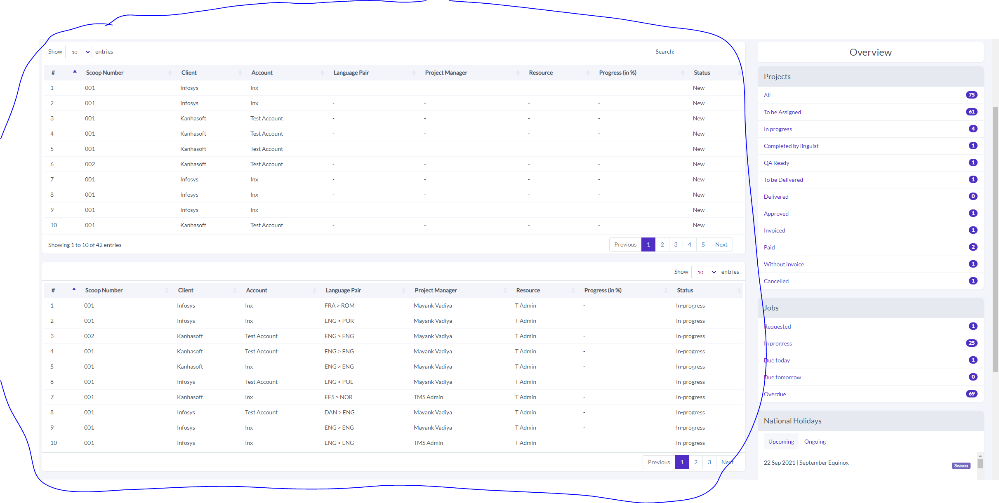 Show 10 entries Search:
# Scoop Number Client Account Language Pair Project Manager Resource Progress (in %) Status
1 001 Infosys Inx - - - - New
2 001 Infosys Inx - - - - New
3 001 Kanhasoft Test Account - - - - New
4 001 Kanhasoft Test Account - - - - New
5 001 Kanhasoft Test Account - - - - New
6 002 Kanhasoft Test Account - - - - New
7 001 Infosys Inx - - - - New
8 001 Infosys Inx - - - - New
9 001 Infosys Inx - - - - New
10 001 Kanhasoft Test Account - - - - New
Showing 1 to 10 of 42 entries Previous 1 2 3 4 5 Next
Show 10 entries
# Scoop Number Client Account Language Pair Project Manager Resource Progress (in %) Status
1 001 Infosys Inx FRA > ROM Mayank Vadiya T Admin - In-progress
2 001 Infosys Inx ENG > POR Mayank Vadiya T Admin - In-progress
3 002 Kanhasoft Test Account ENG > ENG Mayank Vadiya T Admin - In-progress
4 001 Kanhasoft Test Account ENG > ENG Mayank Vadiya T Admin - In-progress
5 001 Kanhasoft Inx ENG > ENG Mayank Vadiya T Admin - In-progress
6 001 Infosys Test Account ENG > POL Mayank Vadiya T Admin - In-progress
7 001 Kanhasoft Inx EES > NOR TMS Admin T Admin - In-progress
8 001 Infosys Test Account DAN > ENG Mayank Vadiya T Admin - In-progress
9 001 Infosys Inx ENG > ENG Mayank Vadiya T Admin - In-progress
10 001 Infosys Inx ENG > ENG TMS Admin T Admin - In-progress
Previous 1 2 3 Next
Overview
Projects
All 75
To be Assigned 61
In progress 4
Completed by linguist 1
QA Ready 1
To be Delivered 1
Delivered 0
Approved 1
Invoiced 1
Paid 2
Without invoice 1
Cancelled 1
Jobs
Requested 1
In progress 25
Due today 1
Due tomorrow 0
Overdue 69
National Holidays
Upcoming Ongoing
22 Sep 2021 | September Equinox
Season